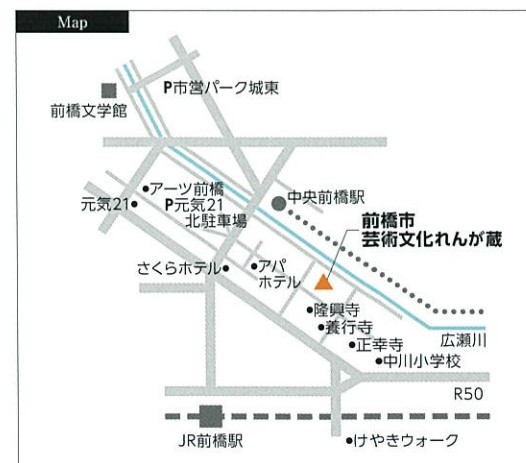 Map
P市営パーク城東
前橋文学館
アーツ前橋
元気21
P元気21
北駐車場
中央前橋駅
前橋市
芸術文化れんが蔵
さくらホテル
アパ
ホテル
隆興寺
養行寺
正幸寺
広瀬川
中川小学校
R50
JR前橋駅
けやきウォーク